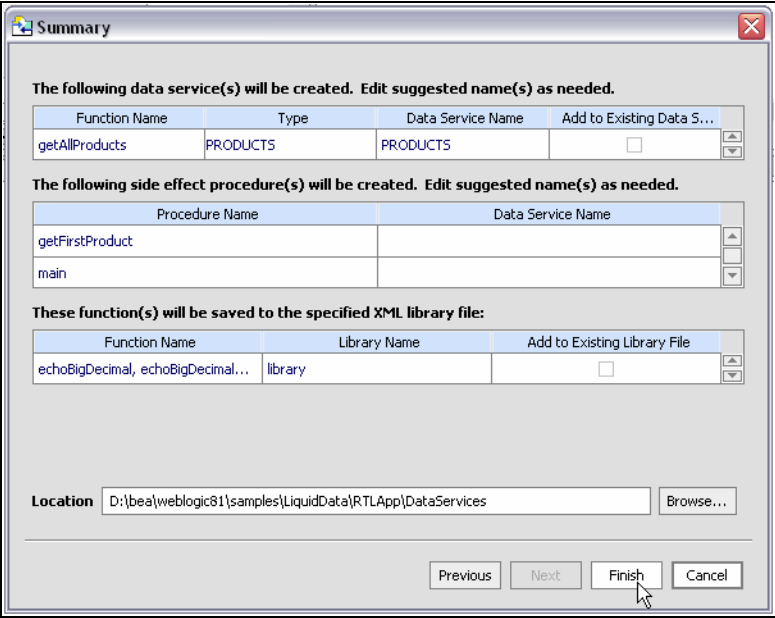 Summary
The following data service(s) will be created. Edit suggested name(s) as needed.
Function Name Type Data Service Name Add to Existing Data S...
getAllProducts PRODUCTS PRODUCTS
The following side effect procedure(s) will be created. Edit suggested name(s) as needed.
Procedure Name Data Service Name
getFirstProduct
main
These function(s) will be saved to the specified XML library file:
Function Name Library Name Add to Existing Library File
echoBigDecimal, echoBigDecimal... library
Location D:\bea\weblogic81\samples\LiquidData\RTLApp\DataServices Browse...
Previous Next Finish Cancel